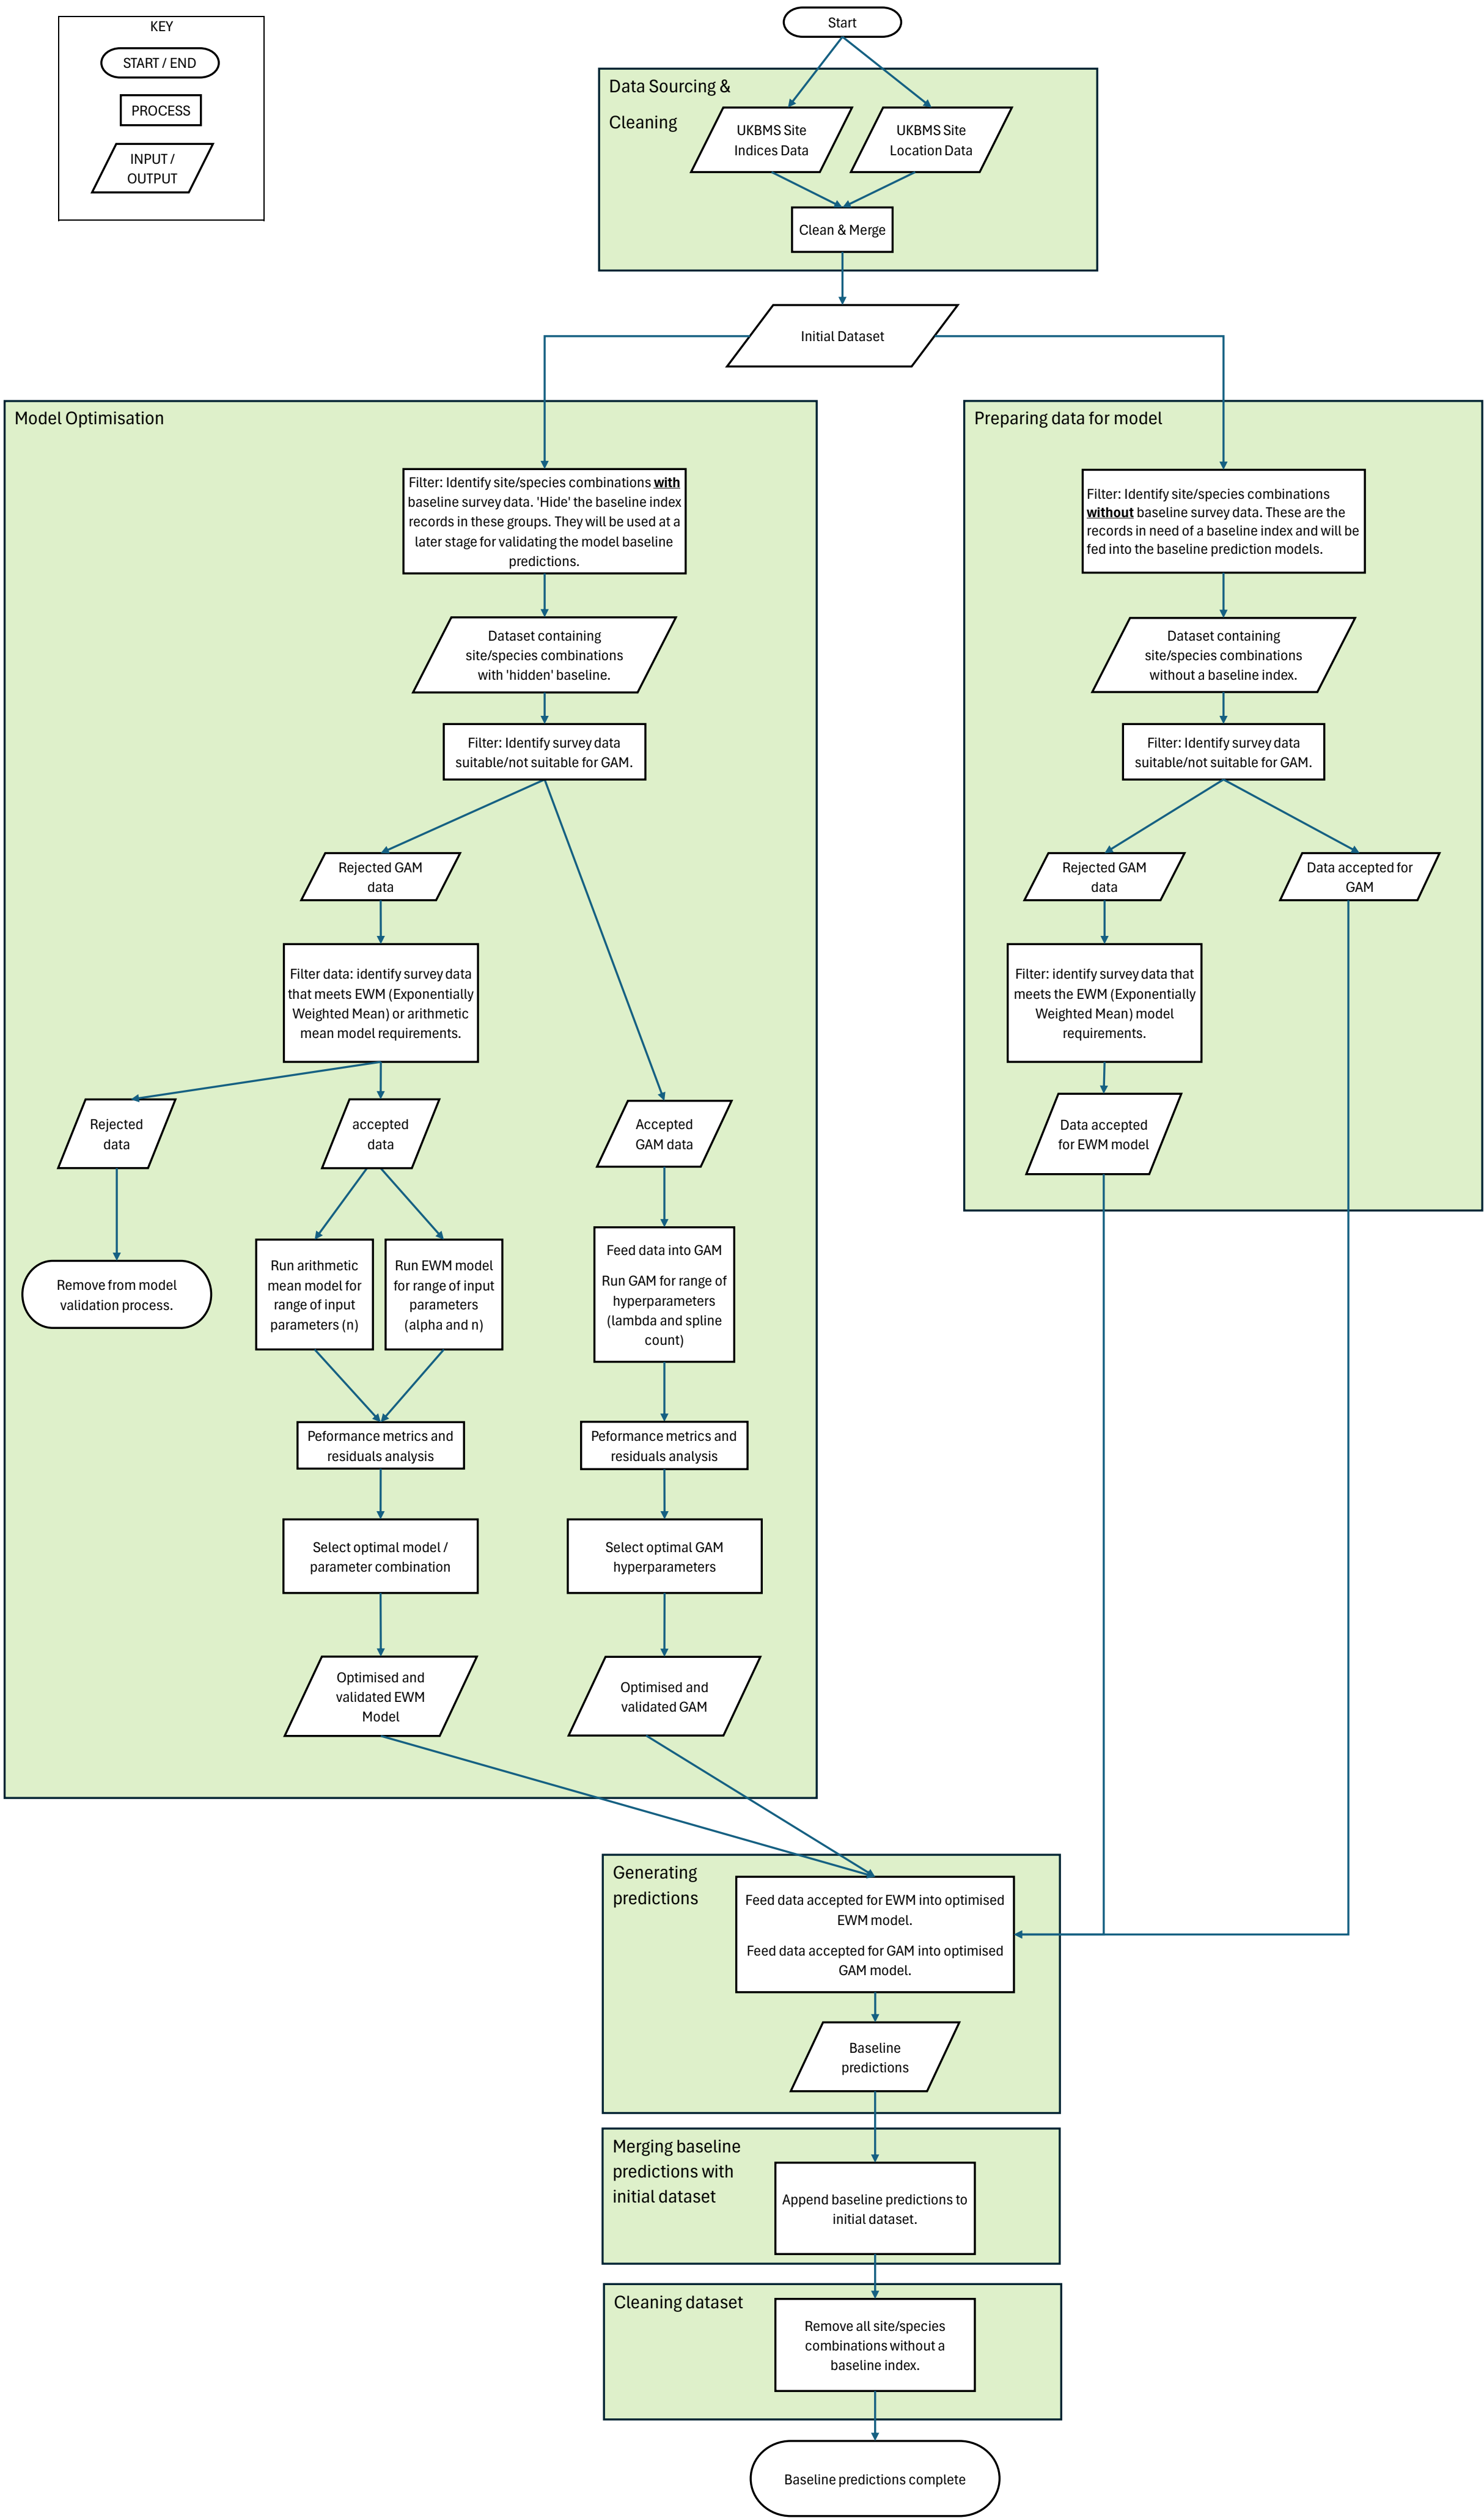 KEY
START / END
PROCESS
INPUT /
OUTPUT
Start
Data Sourcing &
Cleaning
UKBMS Site
Indices Data
UKBMS Site
Location Data
Clean & Merge
Initial Dataset
Model Optimisation
Filter: Identify site/species combinations with
baseline survey data. 'Hide' the baseline index
records in these groups. They will be used at a
later stage for validating the model baseline
predictions.
Dataset containing
site/species combinations
with 'hidden' baseline.
Filter: Identify survey data
suitable/not suitable for GAM.
Rejected GAM
data
Filter data: identify survey data
that meets EWM (Exponentially
Weighted Mean) or arithmetic
mean model requirements.
Rejected
data
accepted
data
Accepted
GAM data
Remove from model
validation process.
Run arithmetic
mean model for
range of input
parameters (n)
Run EWM model
for range of input
parameters
(alpha and n)
Feed data into GAM
Run GAM for range of
hyperparameters
(lambda and spline
count)
Peformance metrics and
residuals analysis
Peformance metrics and
residuals analysis
Select optimal model /
parameter combination
Select optimal GAM
hyperparameters
Optimised and
validated EWM
Model
Optimised and
validated GAM
Preparing data for model
Filter: Identify site/species combinations
without baseline survey data. These are the
records in need of a baseline index and will be
fed into the baseline prediction models.
Dataset containing
site/species combinations
without a baseline index.
Filter: Identify survey data
suitable/not suitable for GAM.
Rejected GAM
data
Data accepted for
GAM
Filter: identify survey data that
meets the EWM (Exponentially
Weighted Mean) model
requirements.
Data accepted
for EWM model
Generating
predictions
Feed data accepted for EWM into optimised
EWM model.
Feed data accepted for GAM into optimised
GAM model.
Baseline
predictions
Merging baseline
predictions with
initial dataset
Append baseline predictions to
initial dataset.
Cleaning dataset
Remove all site/species
combinations without a
baseline index.
Baseline predictions complete